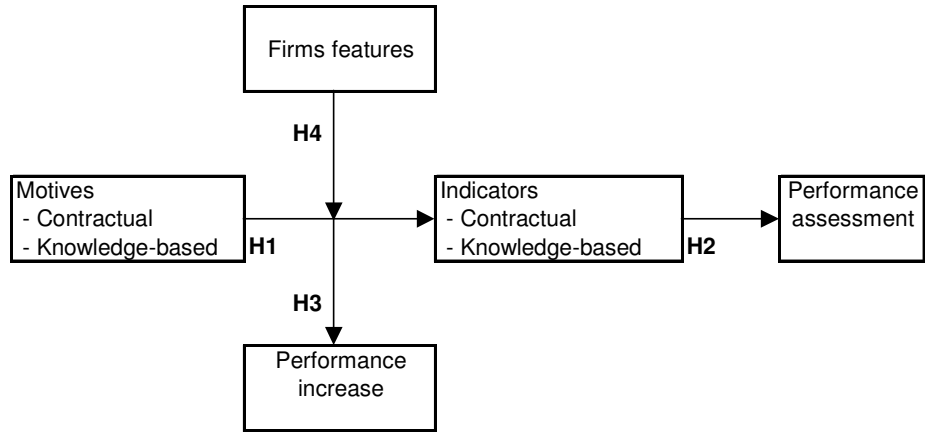 Firms features
H4
Motives
- Contractual
- Knowledge-based
H1
Indicators
- Contractual
- Knowledge-based
H2
Performance
assessment
H3
Performance
increase